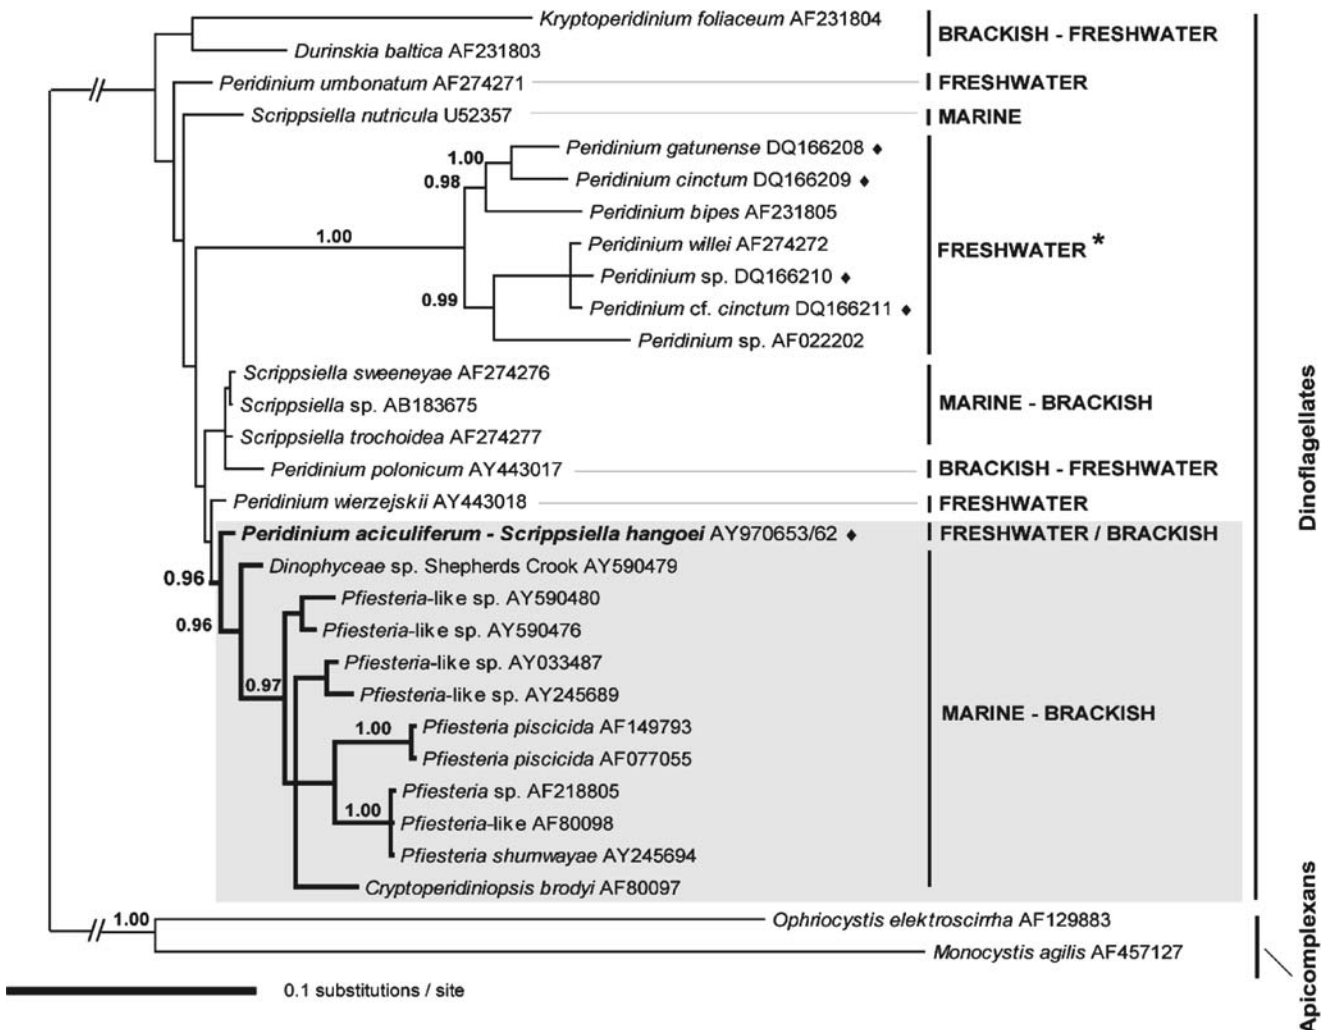 Kryptoperidinium foliaceum AF231804
BRACKISH - FRESHWATER
Durinskia baltica AF231803
Peridinium umbonatum AF274271
FRESHWATER
Scrippsiella nutricula U52357
MARINE
Peridinium gatunense DQ166208 ♦
1.00
Peridinium cinctum DQ166209 ♦
0.98
Peridinium bipes AF231805
1.00
Peridinium willei AF274272
FRESHWATER *
Peridinium sp. DQ166210 ♦
0.99
Peridinium cf. cinctum DQ166211 ♦
Peridinium sp. AF022202
Scrippsiella sweeneyae AF274276
Scrippsiella sp. AB183675
MARINE - BRACKISH
Scrippsiella trochoidea AF274277
Peridinium polonicum AY443017
BRACKISH - FRESHWATER
Peridinium wierzejskii AY443018
FRESHWATER
Peridinium aciculiferum - Scrippsiella hangoei AY970653/62 ♦
FRESHWATER / BRACKISH
Dinophyceae sp. Shepherds Crook AY590479
0.96
Pfiesteria-like sp. AY590480
0.96
Pfiesteria-like sp. AY590476
Pfiesteria-like sp. AY033487
0.97
Pfiesteria-like sp. AY245689
MARINE - BRACKISH
1.00
Pfiesteria piscicida AF149793
Pfiesteria piscicida AF077055
Pfiesteria sp. AF218805
1.00
Pfiesteria-like AF80098
Pfiesteria shumwayae AY245694
Cryptoperidiniopsis brodyi AF80097
Dinoflagellates
1.00
Ophriocystis elektroscirrha AF129883
Monocystis agilis AF457127
Apicomplexans
0.1 substitutions / site